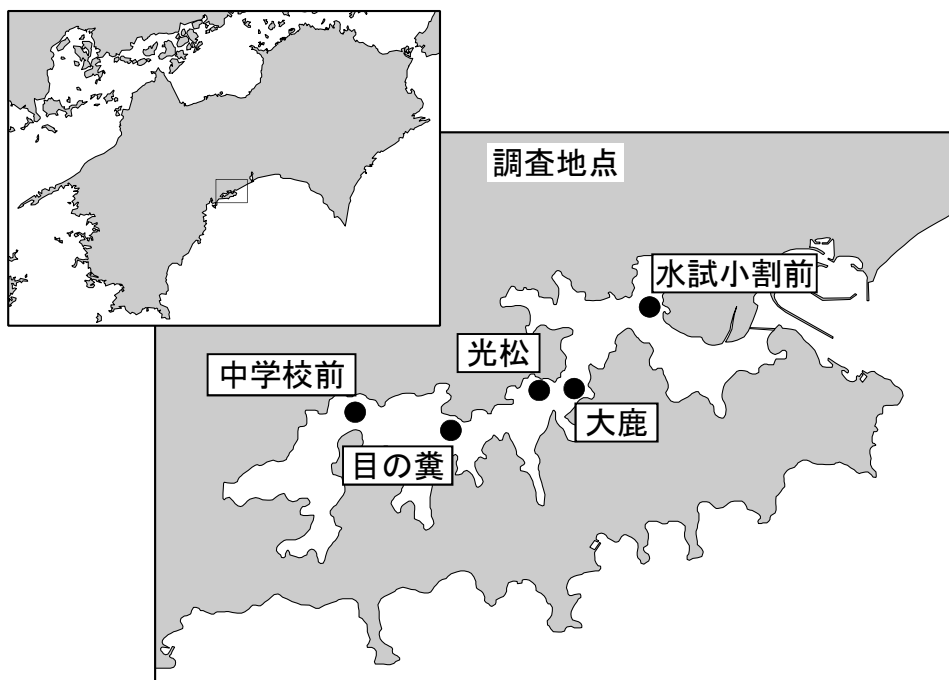 調査地点
水試小割前
光松
中学校前
大鹿
目の糞